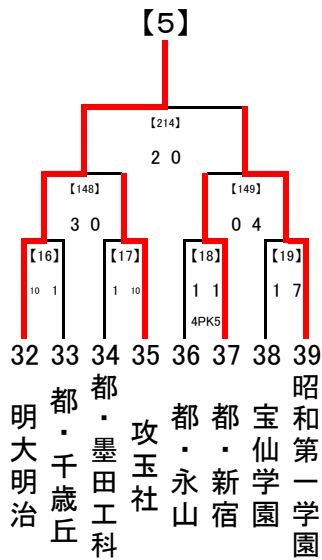 【5】
【214】
2 0
【148】 【149】
3 0 0 4
【16】 【17】 【18】 【19】
10 1 1 10 1 1 1 7
4PK5
32 33 34 35 36 37 38 39
明大明治
都・千歳丘
都・墨田工科
攻玉社
都・永山
都・新宿
宝仙学園
昭和第一学園